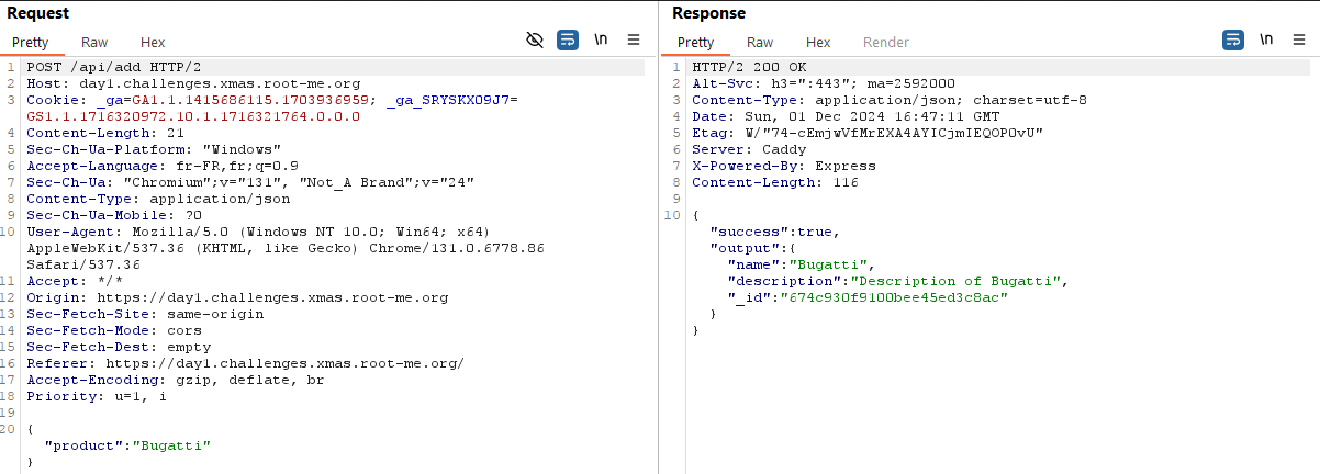 Request
Pretty Raw Hex
\n
1 POST /api/add HTTP/2
2 Host: day1.challenges.xmas.root-me.org
3 Cookie: _ga=GA1.1.1415686115.1703936959; _ga_SRYSKX09J7=
GS1.1.1716320972.10.1.1716321764.0.0.0
4 Content-Length: 21
5 Sec-Ch-Ua-Platform: "Windows"
6 Accept-Language: fr-FR,fr;q=0.9
7 Sec-Ch-Ua: "Chromium";v="131", "Not_A Brand";v="24"
8 Content-Type: application/json
9 Sec-Ch-Ua-Mobile: ?0
10 User-Agent: Mozilla/5.0 (Windows NT 10.0; Win64; x64)
AppleWebKit/537.36 (KHTML, like Gecko) Chrome/131.0.6778.86
Safari/537.36
11 Accept: */*
12 Origin: https://day1.challenges.xmas.root-me.org
13 Sec-Fetch-Site: same-origin
14 Sec-Fetch-Mode: cors
15 Sec-Fetch-Dest: empty
16 Referer: https://day1.challenges.xmas.root-me.org/
17 Accept-Encoding: gzip, deflate, br
18 Priority: u=1, i
19
20 {
"product":"Bugatti"
}
Response
Pretty Raw Hex Render
\n
1 HTTP/2 200 OK
2 Alt-Svc: h3=":443"; ma=2592000
3 Content-Type: application/json; charset=utf-8
4 Date: Sun, 01 Dec 2024 16:47:11 GMT
5 Etag: W/"74-cEmjwVfMrEXA4AYICjmIEQOPOvU"
6 Server: Caddy
7 X-Powered-By: Express
8 Content-Length: 116
9
10 {
"success":true,
"output":{
"name":"Bugatti",
"description":"Description of Bugatti",
"_id":"674c930f9100bee45ed3c8ac"
}
}